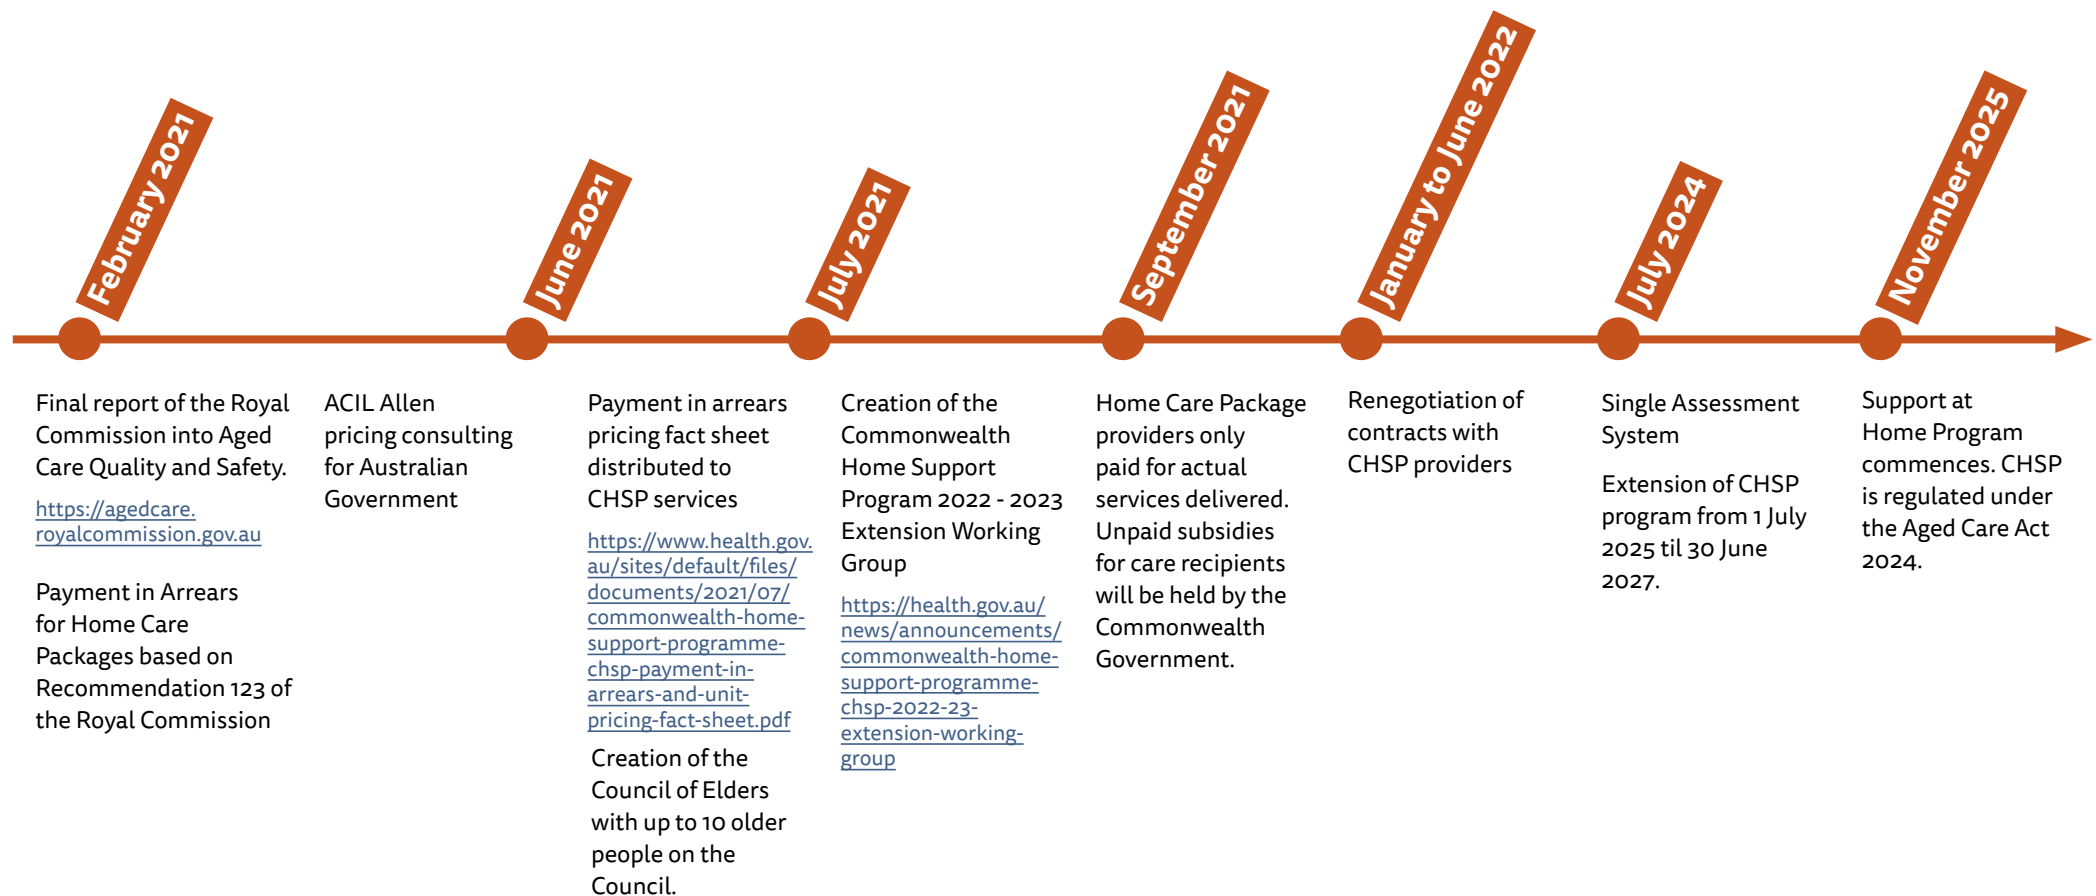 February 2021
June 2021
July 2021
September 2021
January to June 2022
July 2024
November 2025
Final report of the Royal
Commission into Aged
Care Quality and Safety.
https://agedcare.
royalcommission.gov.au
Payment in Arrears
for Home Care
Packages based on
Recommendation 123 of
the Royal Commission
ACIL Allen
pricing consulting
for Australian
Government
Payment in arrears
pricing fact sheet
distributed to
CHSP services
https://www.health.gov.
au/sites/default/files/
documents/2021/07/
commonwealth-home-
support-programme-
chsp-payment-in-
arrears-and-unit-
pricing-fact-sheet.pdf
Creation of the
Council of Elders
with up to 10 older
people on the
Council.
Creation of the
Commonwealth
Home Support
Program 2022 - 2023
Extension Working
Group
https://health.gov.au/
news/announcements/
commonwealth-home-
support-programme-
chsp-2022-23-
extension-working-
group
Home Care Package
providers only
paid for actual
services delivered.
Unpaid subsidies
for care recipients
will be held by the
Commonwealth
Government.
Renegotiation of
contracts with
CHSP providers
Single Assessment
System
Extension of CHSP
program from 1 July
2025 til 30 June
2027.
Support at
Home Program
commences. CHSP
is regulated under
the Aged Care Act
2024.